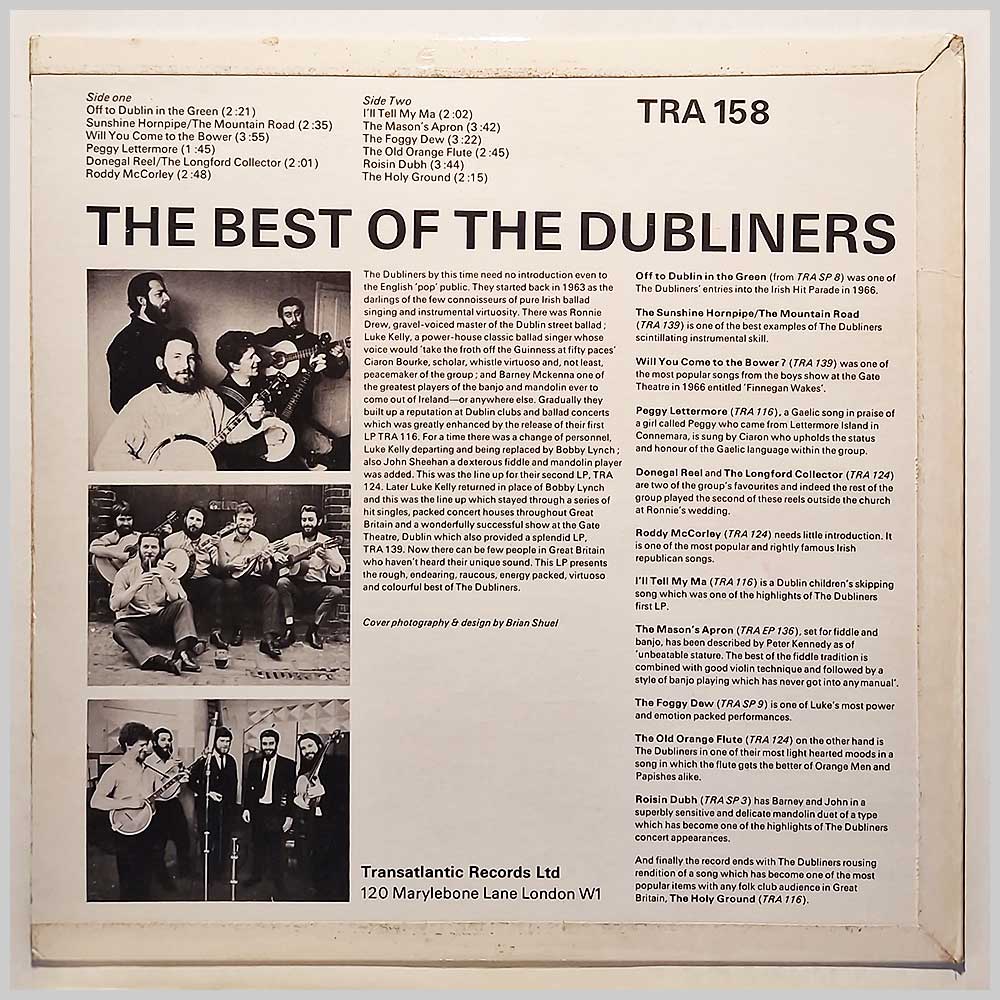 Side one
Off to Dublin in the Green (2:21)
Sunshine Hornpipe/The Mountain Road (2:35)
Will You Come to the Bower (3:55)
Peggy Lettermore (1:45)
Donegal Reel/The Longford Collector (2:01)
Roddy McCorley (2:48)
Side Two
I'll Tell My Ma (2:02)
The Mason's Apron (3:42)
The Foggy Dew (3:22)
The Old Orange Flute (2:45)
Roisin Dubh (3:44)
The Holy Ground (2:15)
TRA 158
THE BEST OF THE DUBLINERS
The Dubliners by this time need no introduction even to
the English 'pop' public. They started back in 1963 as the
darlings of the few connoisseurs of pure Irish ballad
singing and instrumental virtuosity. There was Ronnie
Drew, gravel-voiced master of the Dublin street ballad;
Luke Kelly, a power-house classic ballad singer whose
voice would 'take the froth off the Guinness at fifty paces'
Ciaron Bourke, scholar, whistle virtuoso and, not least,
peacemaker of the group; and Barney Mckenna one of
the greatest players of the banjo and mandolin ever to
come out of Ireland—or anywhere else. Gradually they
built up a reputation at Dublin clubs and ballad concerts
which was greatly enhanced by the release of their first
LP TRA 116. For a time there was a change of personnel,
Luke Kelly departing and being replaced by Bobby Lynch;
also John Sheehan a dexterous fiddle and mandolin player
was added. This was the line up for their second LP, TRA
124. Later Luke Kelly returned in place of Bobby Lynch
and this was the line up which stayed through a series of
hit singles, packed concert houses throughout Great
Britain and a wonderfully successful show at the Gate
Theatre, Dublin which also provided a splendid LP,
TRA 139. Now there can be few people in Great Britain
who haven't heard their unique sound. This LP presents
the rough, endearing, raucous, energy packed, virtuoso
and colourful best of The Dubliners.
Cover photography & design by Brian Shuel
Transatlantic Records Ltd
120 Marylebone Lane London W1
Off to Dublin in the Green (from TRA SP 8) was one of
The Dubliners' entries into the Irish Hit Parade in 1966.
The Sunshine Hornpipe/The Mountain Road
(TRA 139) is one of the best examples of The Dubliners
scintillating instrumental skill.
Will You Come to the Bower? (TRA 139) was one of
the most popular songs from the boys show at the Gate
Theatre in 1966 entitled 'Finnegan Wakes'.
Peggy Lettermore (TRA 116), a Gaelic song in praise of
a girl called Peggy who came from Lettermore Island in
Connemara, is sung by Ciaron who upholds the status
and honour of the Gaelic language within the group.
Donegal Reel and The Longford Collector (TRA 124)
are two of the group's favourites and indeed the rest of the
group played the second of these reels outside the church
at Ronnie's wedding.
Roddy McCorley (TRA 124) needs little introduction. It
is one of the most popular and rightly famous Irish
republican songs.
I'll Tell My Ma (TRA 116) is a Dublin children's skipping
song which was one of the highlights of The Dubliners
first LP.
The Mason's Apron (TRA EP 136), set for fiddle and
banjo, has been described by Peter Kennedy as of
'unbeatable stature. The best of the fiddle tradition is
combined with good violin technique and followed by a
style of banjo playing which has never got into any manual'.
The Foggy Dew (TRA SP 9) is one of Luke's most power
and emotion packed performances.
The Old Orange Flute (TRA 124) on the other hand is
The Dubliners in one of their most light hearted moods in a
song in which the flute gets the better of Orange Men and
Papishes alike.
Roisin Dubh (TRA SP 3) has Barney and John in a
superbly sensitive and delicate mandolin duet of a type
which has become one of the highlights of The Dubliners
concert appearances.
And finally the record ends with The Dubliners rousing
rendition of a song which has become one of the most
popular items with any folk club audience in Great
Britain, The Holy Ground (TRA 116).